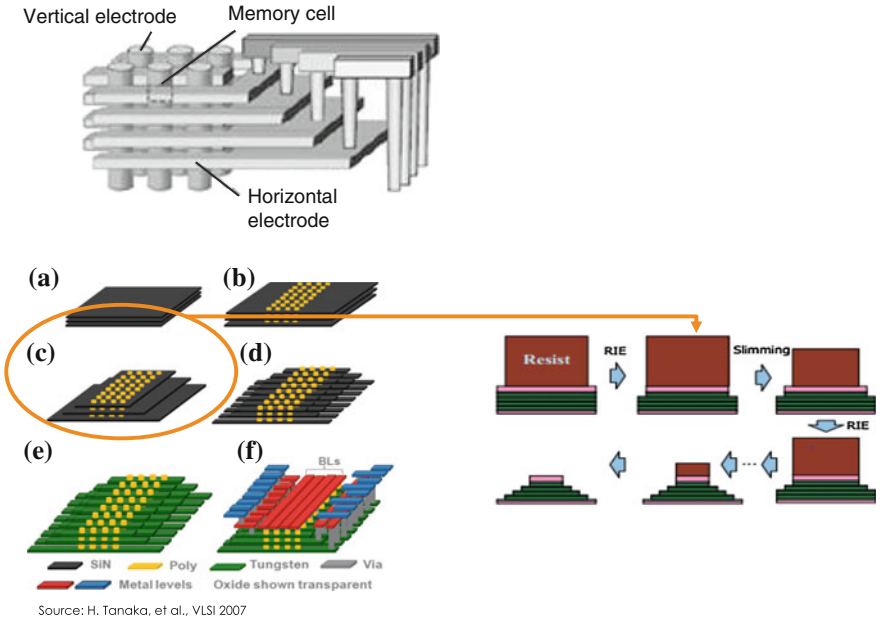 Vertical electrode
Memory cell
Horizontal
electrode
(a)
(b)
(c)
(d)
(e)
(f)
BLs
SiN
Poly
Tungsten
Via
Metal levels
Oxide shown transparent
Source: H. Tanaka, et al., VLSI 2007
Resist
RIE
Slimming
RIE